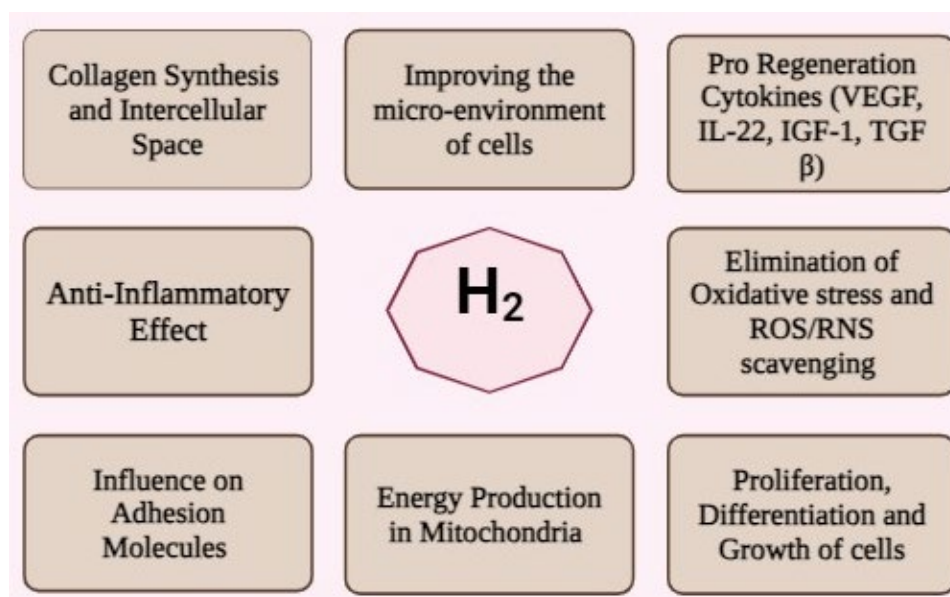 Collagen Synthesis
and Intercellular
Space
Improving the
micro-environment
of cells
Pro Regeneration
Cytokines (VEGF,
IL-22, IGF-1, TGF
β)
Anti-Inflammatory
Effect
H₂
Elimination of
Oxidative stress and
ROS/RNS
scavenging
Influence on
Adhesion
Molecules
Energy Production
in Mitochondria
Proliferation,
Differentiation and
Growth of cells